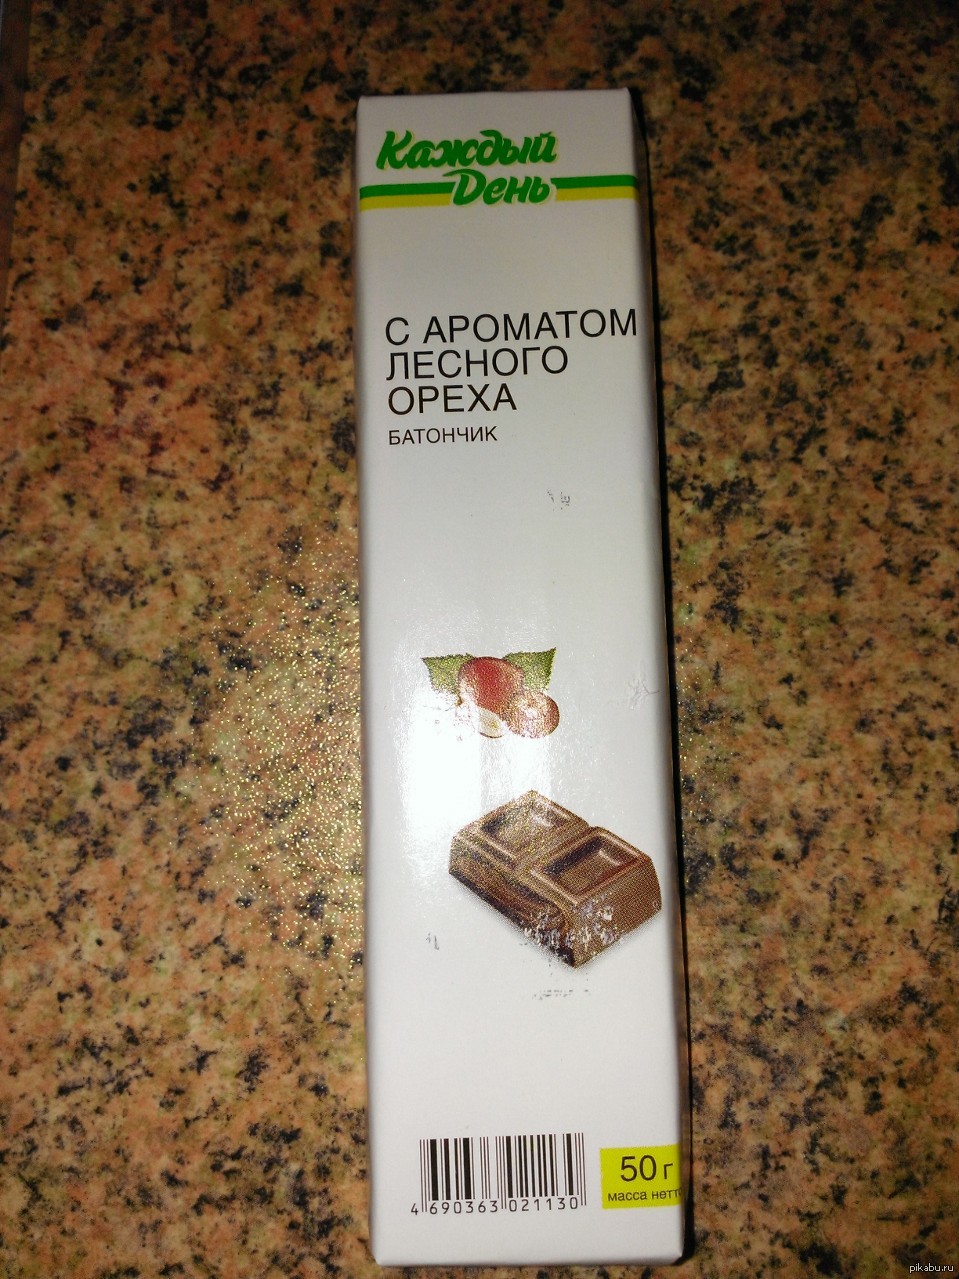 Каждый
День
С АРОМАТОМ
ЛЕСНОГО
ОРЕХА
БАТОНЧИК
4 690363 021130
50 г
масса нетто
pikabu.ru